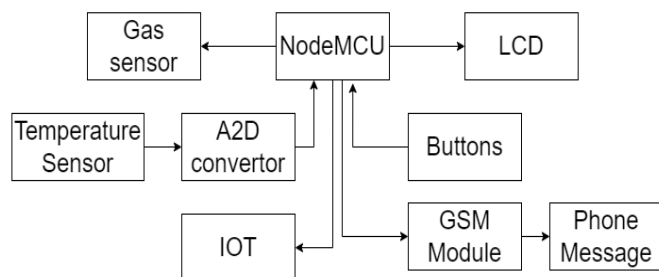 Gas
sensor
NodeMCU
LCD
Temperature
Sensor
A2D
convertor
Buttons
IOT
GSM
Module
Phone
Message